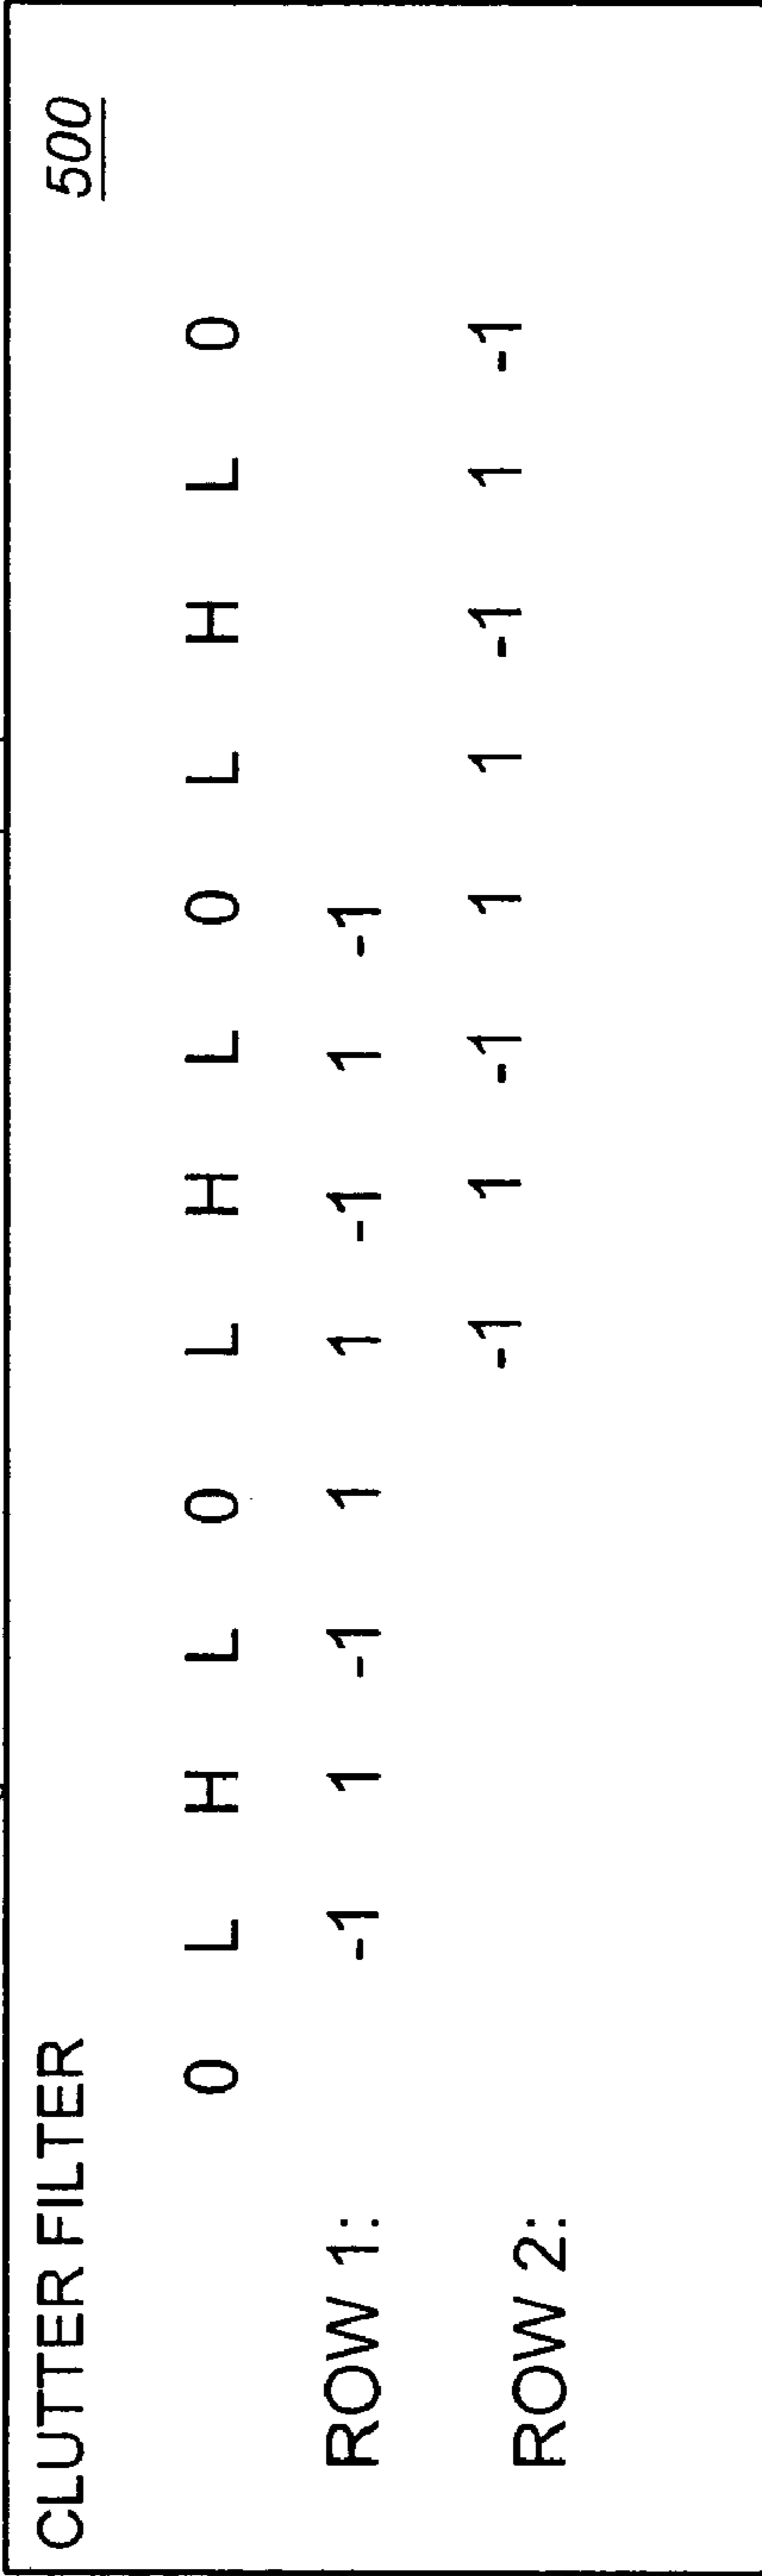 CLUTTER FILTER 500
0 L H L 0 L H L 0 L H L 0
ROW 1: -1 1 -1 1 1 -1 1 -1
ROW 2: -1 1 -1 1 1 -1 1 -1